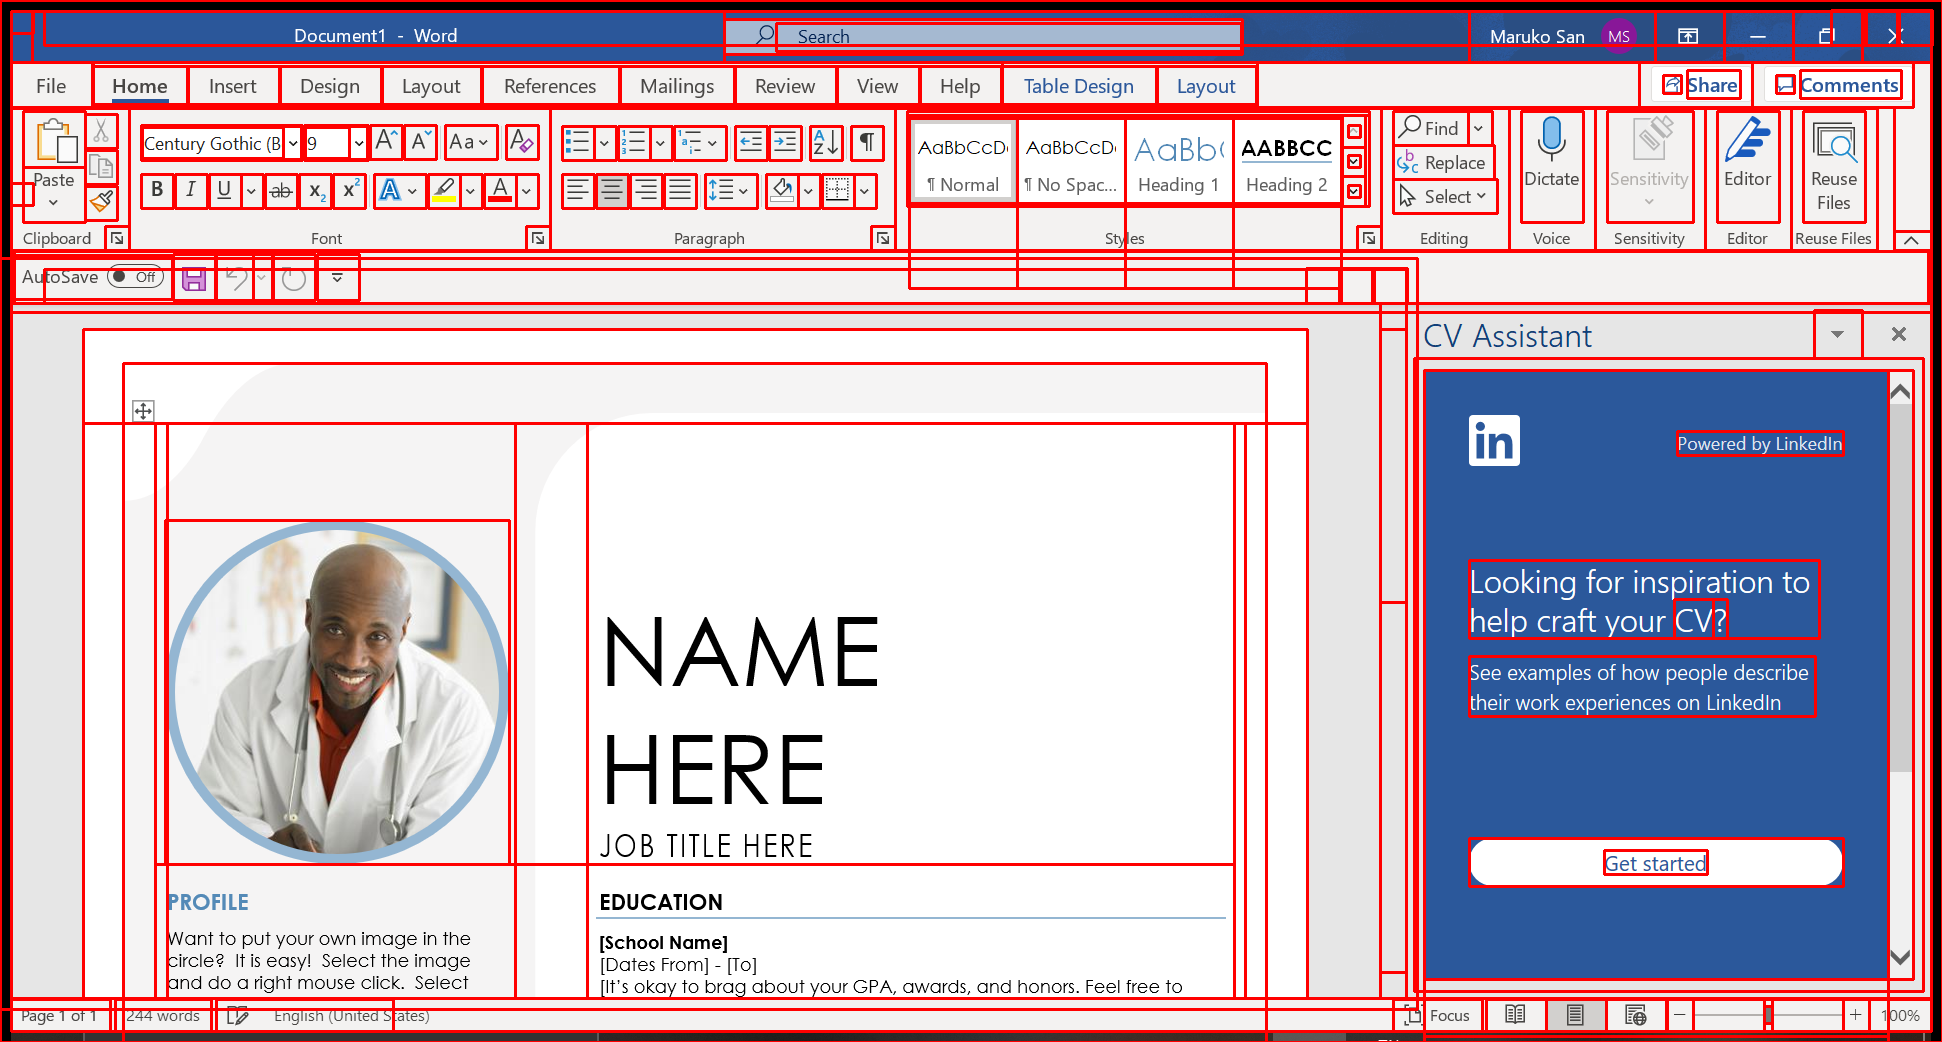 Document1 - Word
Search
Maruko San
MS
File
Home
Insert
Design
Layout
References
Mailings
Review
View
Help
Table Design
Layout
Share
Comments
Paste
Clipboard
Century Gothic (B
9
Aa
B I U ab x₂ x²
A
A
Font
Paragraph
AaBbCcD
¶ Normal
AaBbCcD
¶ No Spac...
AaBb(
Heading 1
AABBCC
Heading 2
Styles
Find
Replace
Select
Editing
Dictate
Voice
Sensitivity
Sensitivity
Editor
Editor
Reuse
Files
Reuse Files
AutoSave
Off
CV Assistant
in
Powered by LinkedIn
Looking for inspiration to
help craft your CV?
See examples of how people describe
their work experiences on LinkedIn
Get started
NAME
HERE
JOB TITLE HERE
PROFILE
Want to put your own image in the
circle? It is easy! Select the image
and do a right mouse click. Select
EDUCATION
[School Name]
[Dates From] - [To]
[It's okay to brag about your GPA, awards, and honors. Feel free to
Page 1 of 1
244 words
English (United States)
Focus
100%